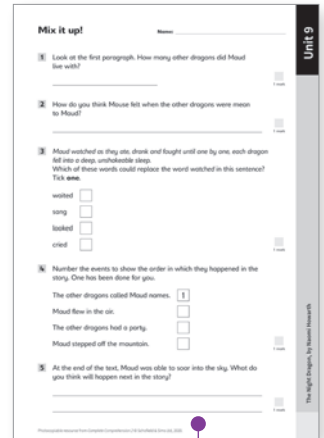 Mix it up!
Name:
Unit 9
1 Look at the first paragraph. How many other dragons did Maud
live with?
1 mark
2 How do you think Mouse felt when the other dragons were mean
to Maud?
1 mark
3 Maud watched as they ate, drank and fought until one by one, each dragon
fell into a deep, unshakeable sleep.
Which of these words could replace the word watched in this sentence?
Tick one.
waited
sang
looked
cried
1 mark
4 Number the events to show the order in which they happened in the
story. One has been done for you.
The other dragons called Maud names. 1
Maud flew in the air.
The other dragons had a party.
Maud stepped off the mountain.
1 mark
5 At the end of the text, Maud was able to soar into the sky. What do
you think will happen next in the story?
1 mark
The Night Dragon, by Naomi Howarth